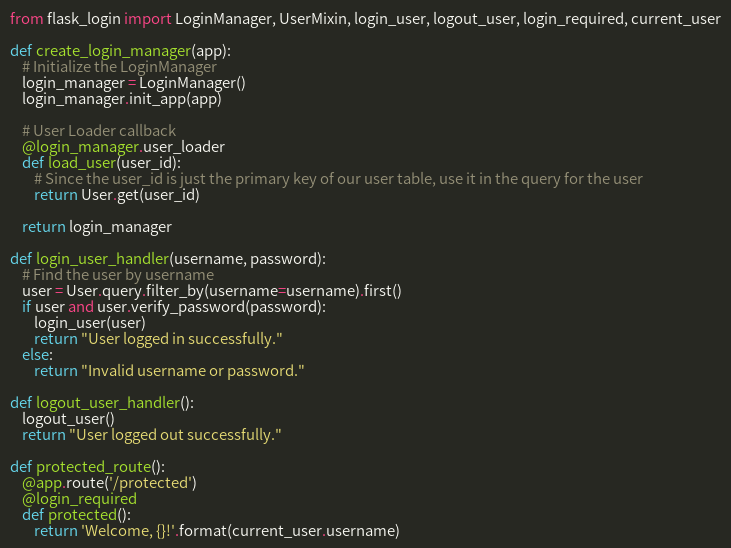 from flask_login import LoginManager, UserMixin, login_user, logout_user, login_required, current_user

def create_login_manager(app):
    # Initialize the LoginManager
    login_manager = LoginManager()
    login_manager.init_app(app)

    # User Loader callback
    @login_manager.user_loader
    def load_user(user_id):
        # Since the user_id is just the primary key of our user table, use it in the query for the user
        return User.get(user_id)

    return login_manager

def login_user_handler(username, password):
    # Find the user by username
    user = User.query.filter_by(username=username).first()
    if user and user.verify_password(password):
        login_user(user)
        return "User logged in successfully."
    else:
        return "Invalid username or password."

def logout_user_handler():
    logout_user()
    return "User logged out successfully."

def protected_route():
    @app.route('/protected')
    @login_required
    def protected():
        return 'Welcome, {}!'.format(current_user.username)